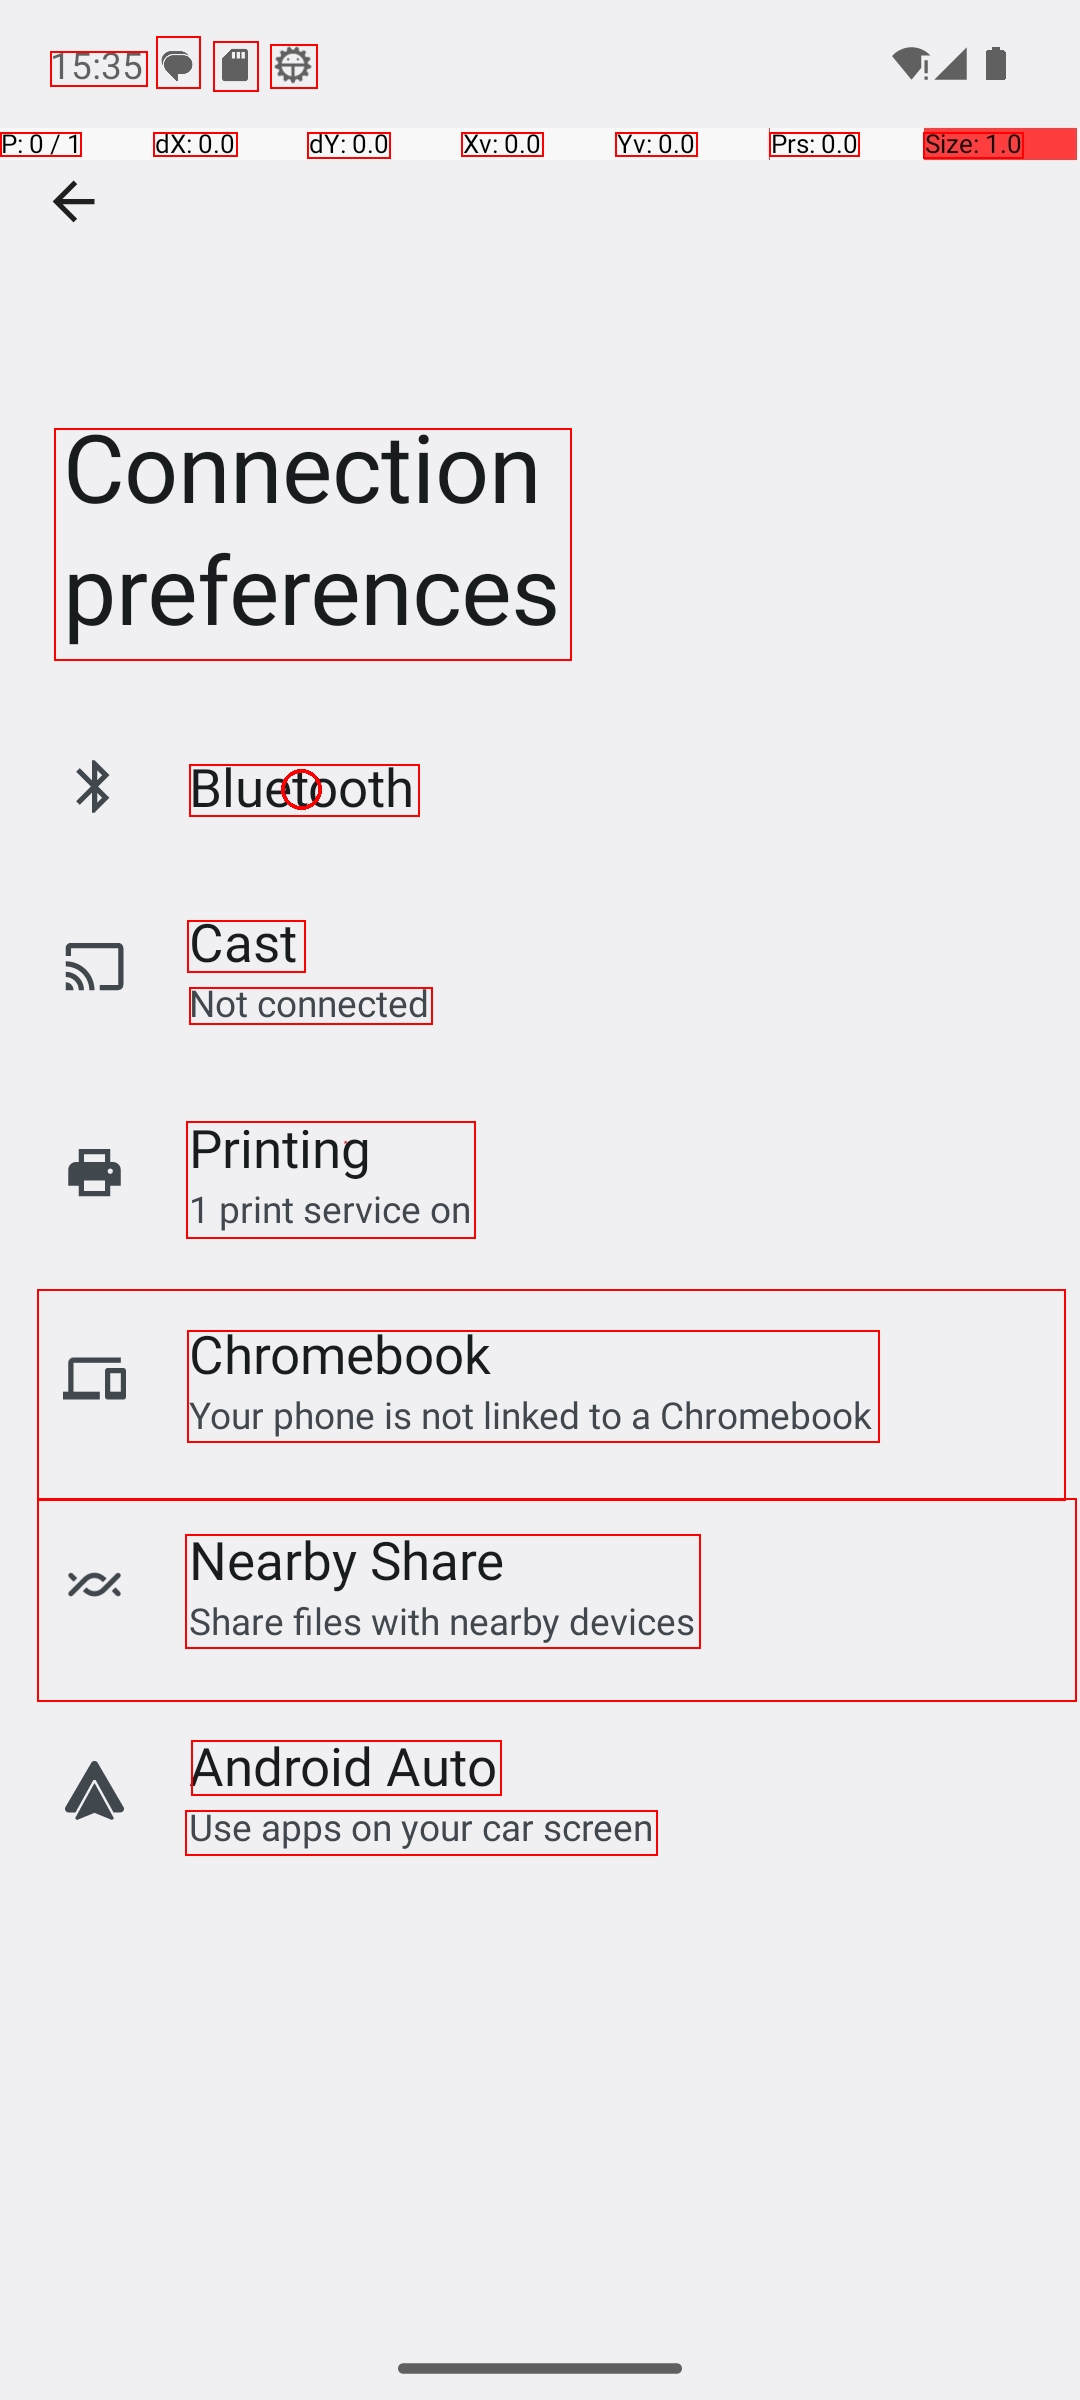 15:35
P: 0 / 1 dX: 0.0 dY: 0.0 Xv: 0.0 Yv: 0.0 Prs: 0.0 Size: 1.0
Connection
preferences
Bluetooth
Cast
Not connected
Printing
1 print service on
Chromebook
Your phone is not linked to a Chromebook
Nearby Share
Share files with nearby devices
Android Auto
Use apps on your car screen